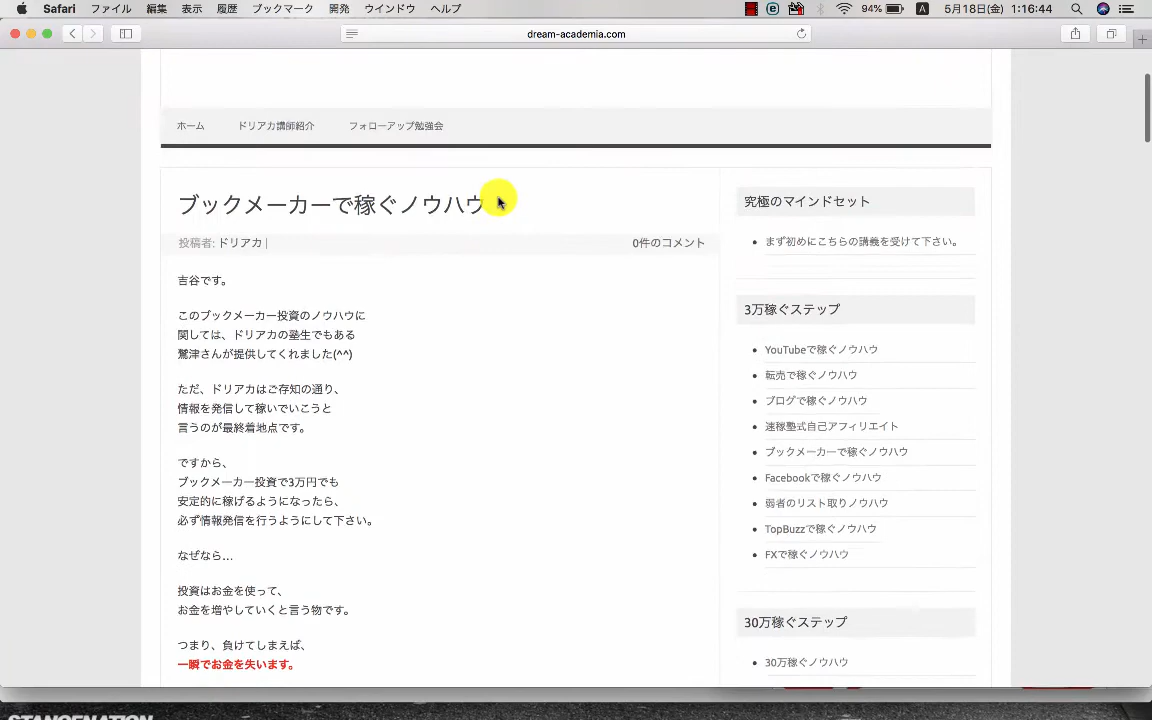 Safari ファイル 編集 表示 履歴 ブックマーク 開発 ウインドウ ヘルプ 94% A 5月18日(金) 1:16:44
dream-academia.com
ホーム ドリアカ講師紹介 フォローアップ勉強会
ブックメーカーで稼ぐノウハウ
投稿者: ドリアカ | 0件のコメント
吉谷です。
このブックメーカー投資のノウハウに
関しては、ドリアカの塾生でもある
鷲津さんが提供してくれました(^^)
ただ、ドリアカはご存知の通り、
情報を発信して稼いでいこうと
言うのが最終着地点です。
ですから、
ブックメーカー投資で3万円でも
安定的に稼げるようになったら、
必ず情報発信を行うようにして下さい。
なぜなら...
投資はお金を使って、
お金を増やしていくと言う物です。
つまり、負けてしまえば、
一瞬でお金を失います。
究極のマインドセット
まず初めにこちらの講義を受けて下さい。
3万稼ぐステップ
YouTubeで稼ぐノウハウ
転売で稼ぐノウハウ
ブログで稼ぐノウハウ
速稼塾式自己アフィリエイト
ブックメーカーで稼ぐノウハウ
Facebookで稼ぐノウハウ
弱者のリスト取りノウハウ
TopBuzzで稼ぐノウハウ
FXで稼ぐノウハウ
30万稼ぐステップ
30万稼ぐノウハウ
STANCENATION